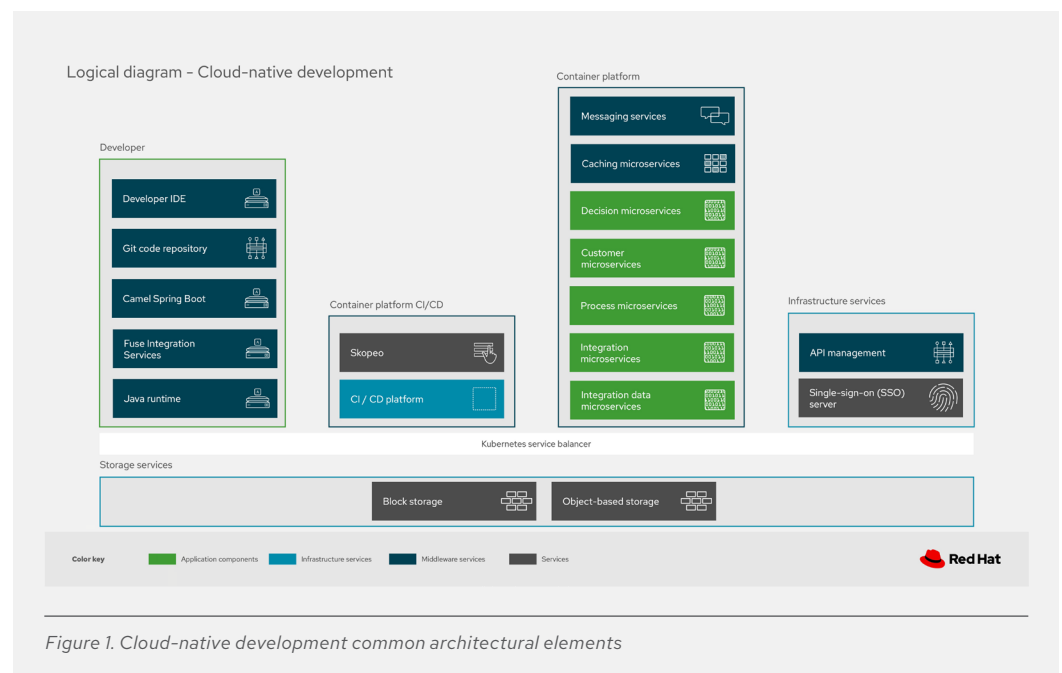 Logical diagram - Cloud-native development
Developer
Developer IDE
Git code repository
Camel Spring Boot
Fuse Integration
Services
Java runtime
Container platform CI/CD
Skopeo
CI / CD platform
Container platform
Messaging services
Caching microservices
Decision microservices
Customer
microservices
Process microservices
Integration
microservices
Integration data
microservices
Infrastructure services
API management
Single-sign-on (SSO)
server
Kubernetes service balancer
Storage services
Block storage
Object-based storage
Color key
Application components
Infrastructure services
Middleware services
Services
Red Hat
Figure 1. Cloud-native development common architectural elements